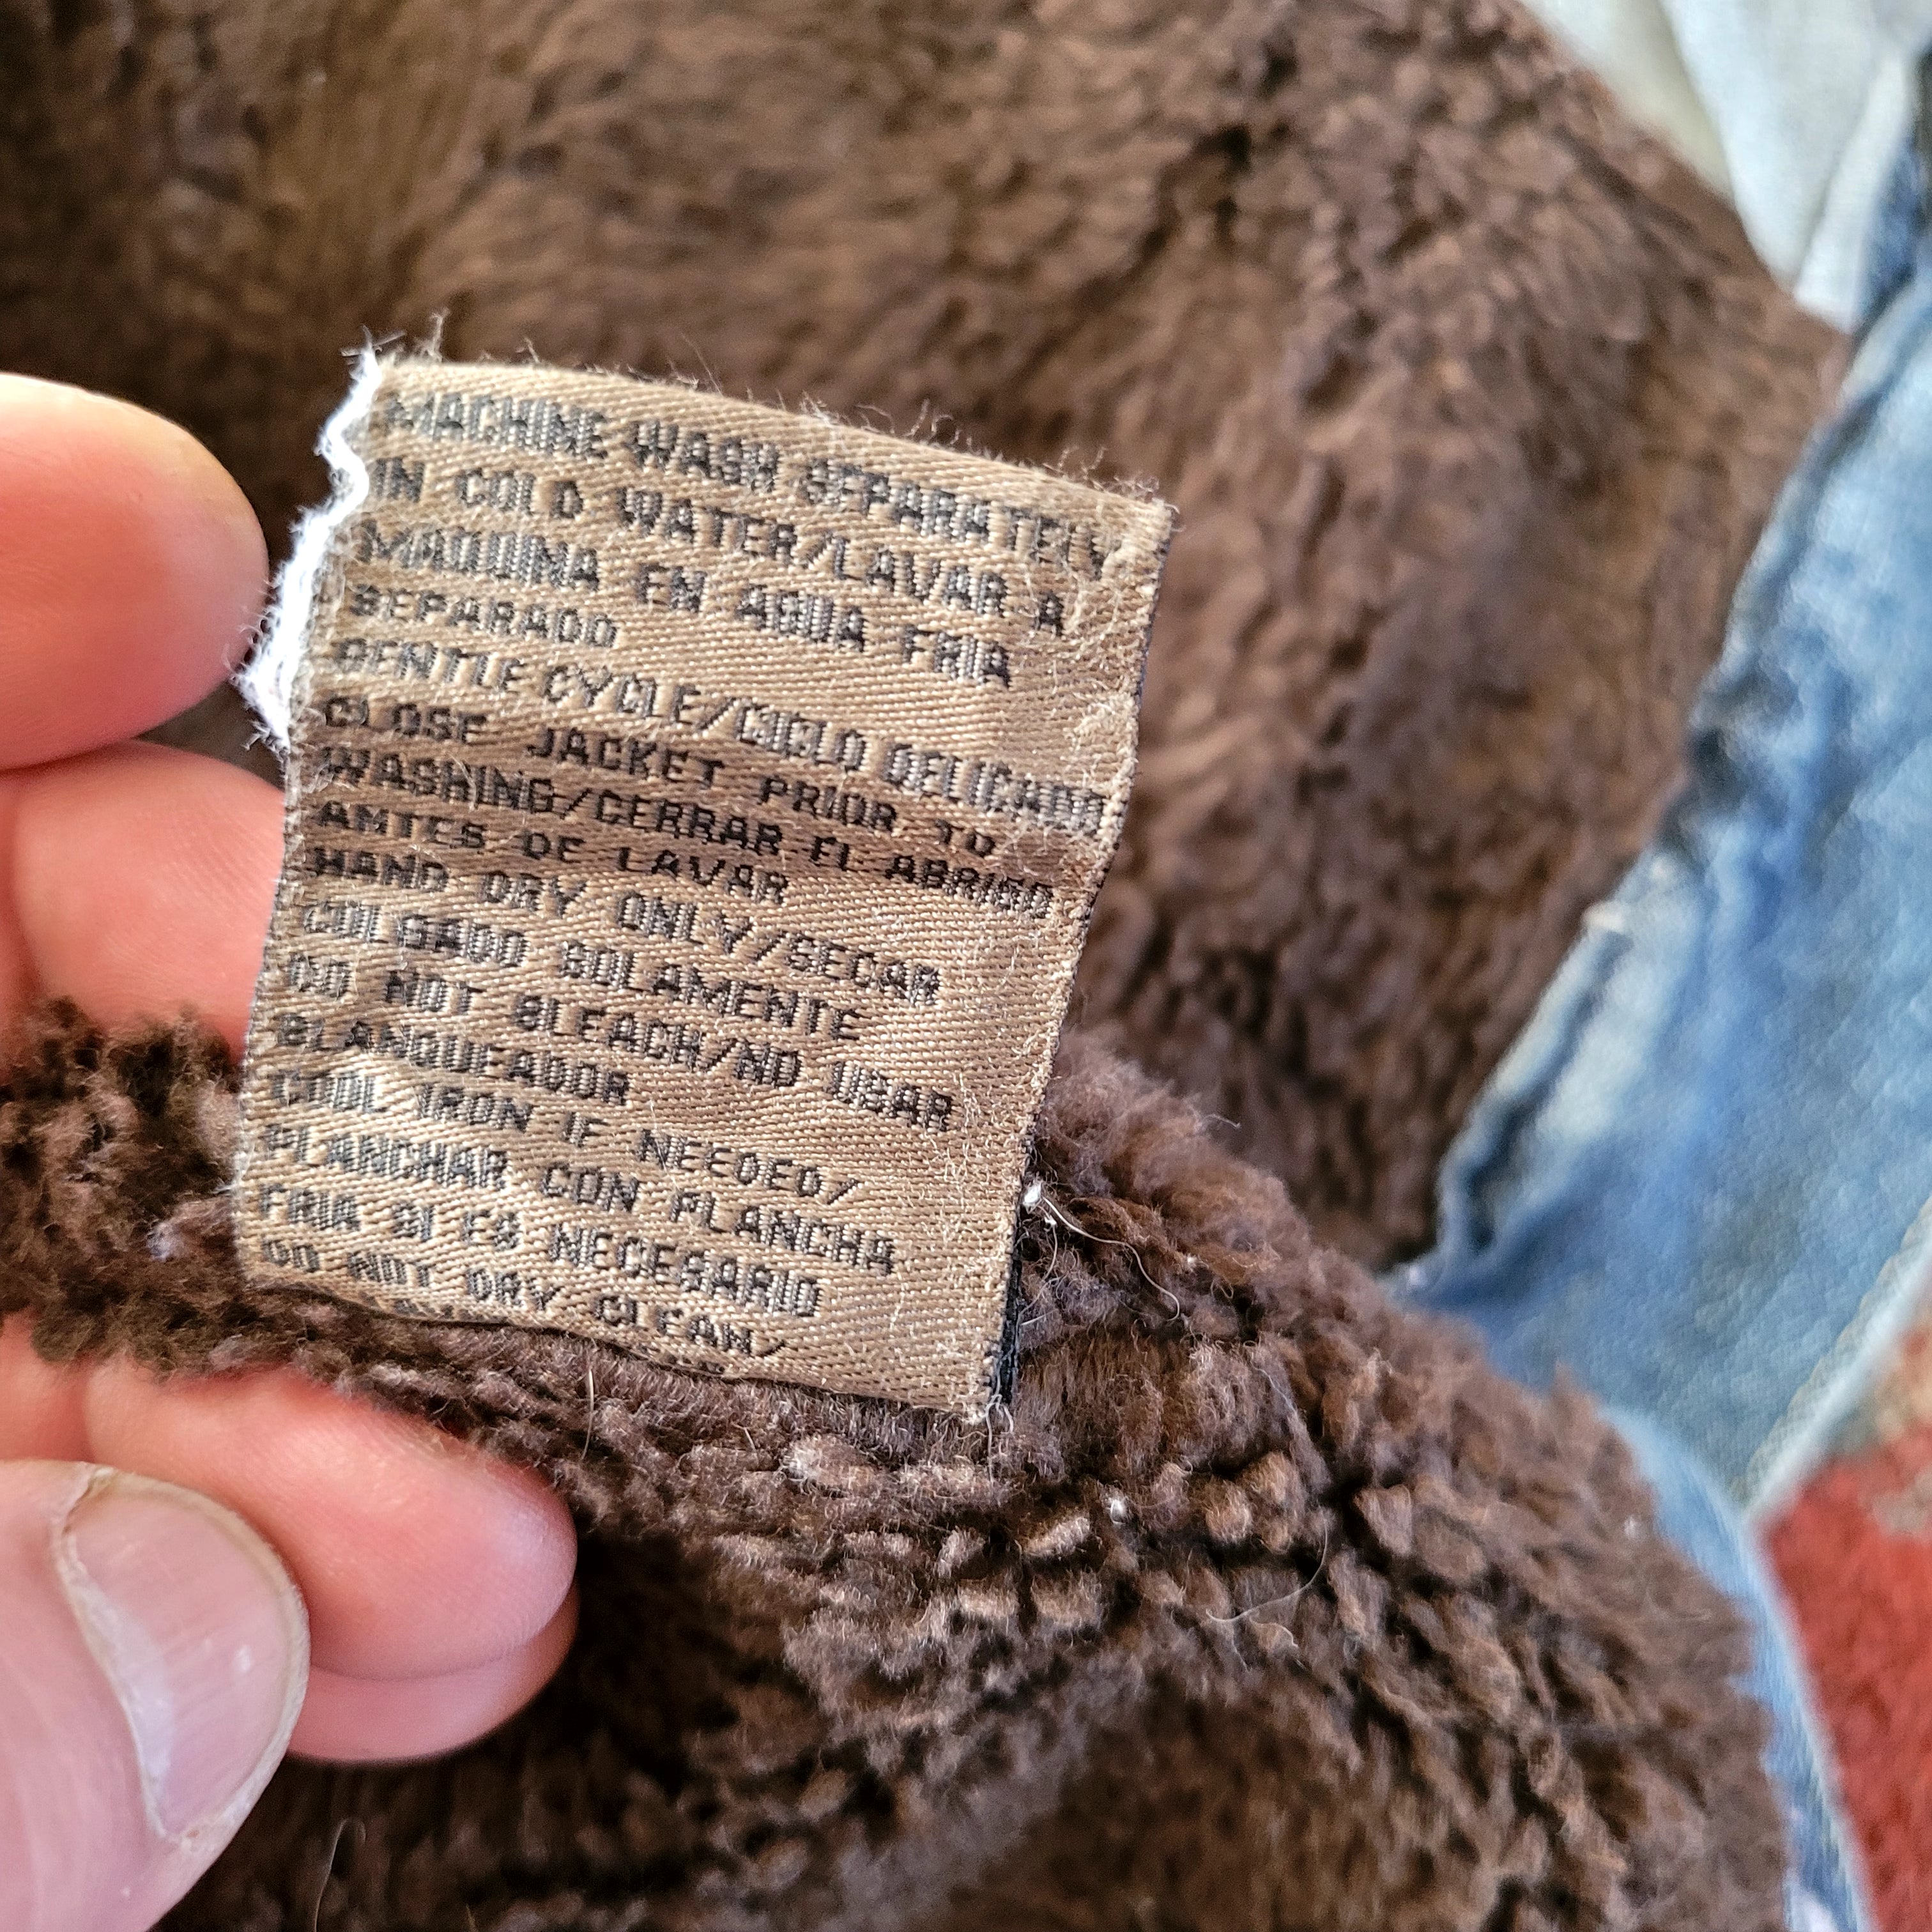 MACHINE WASH SEPARATELY
IN COLD WATER/LAVAR A
MAQUINA EN AGUA FRIA
SEPARADO
GENTLE CYCLE/CICLO DELICADO
CLOSE JACKET PRIOR TO
WASHING/CERRAR EL ABRIGO
ANTES DE LAVAR
HAND DRY ONLY/SECAR
COLGADO SOLAMENTE
DO NOT BLEACH/NO USAR
BLANQUEADOR
COOL IRON IF NEEDED/
PLANCHAR CON PLANCHA
FRIA SI ES NECESARIO
DO NOT DRY CLEAN/